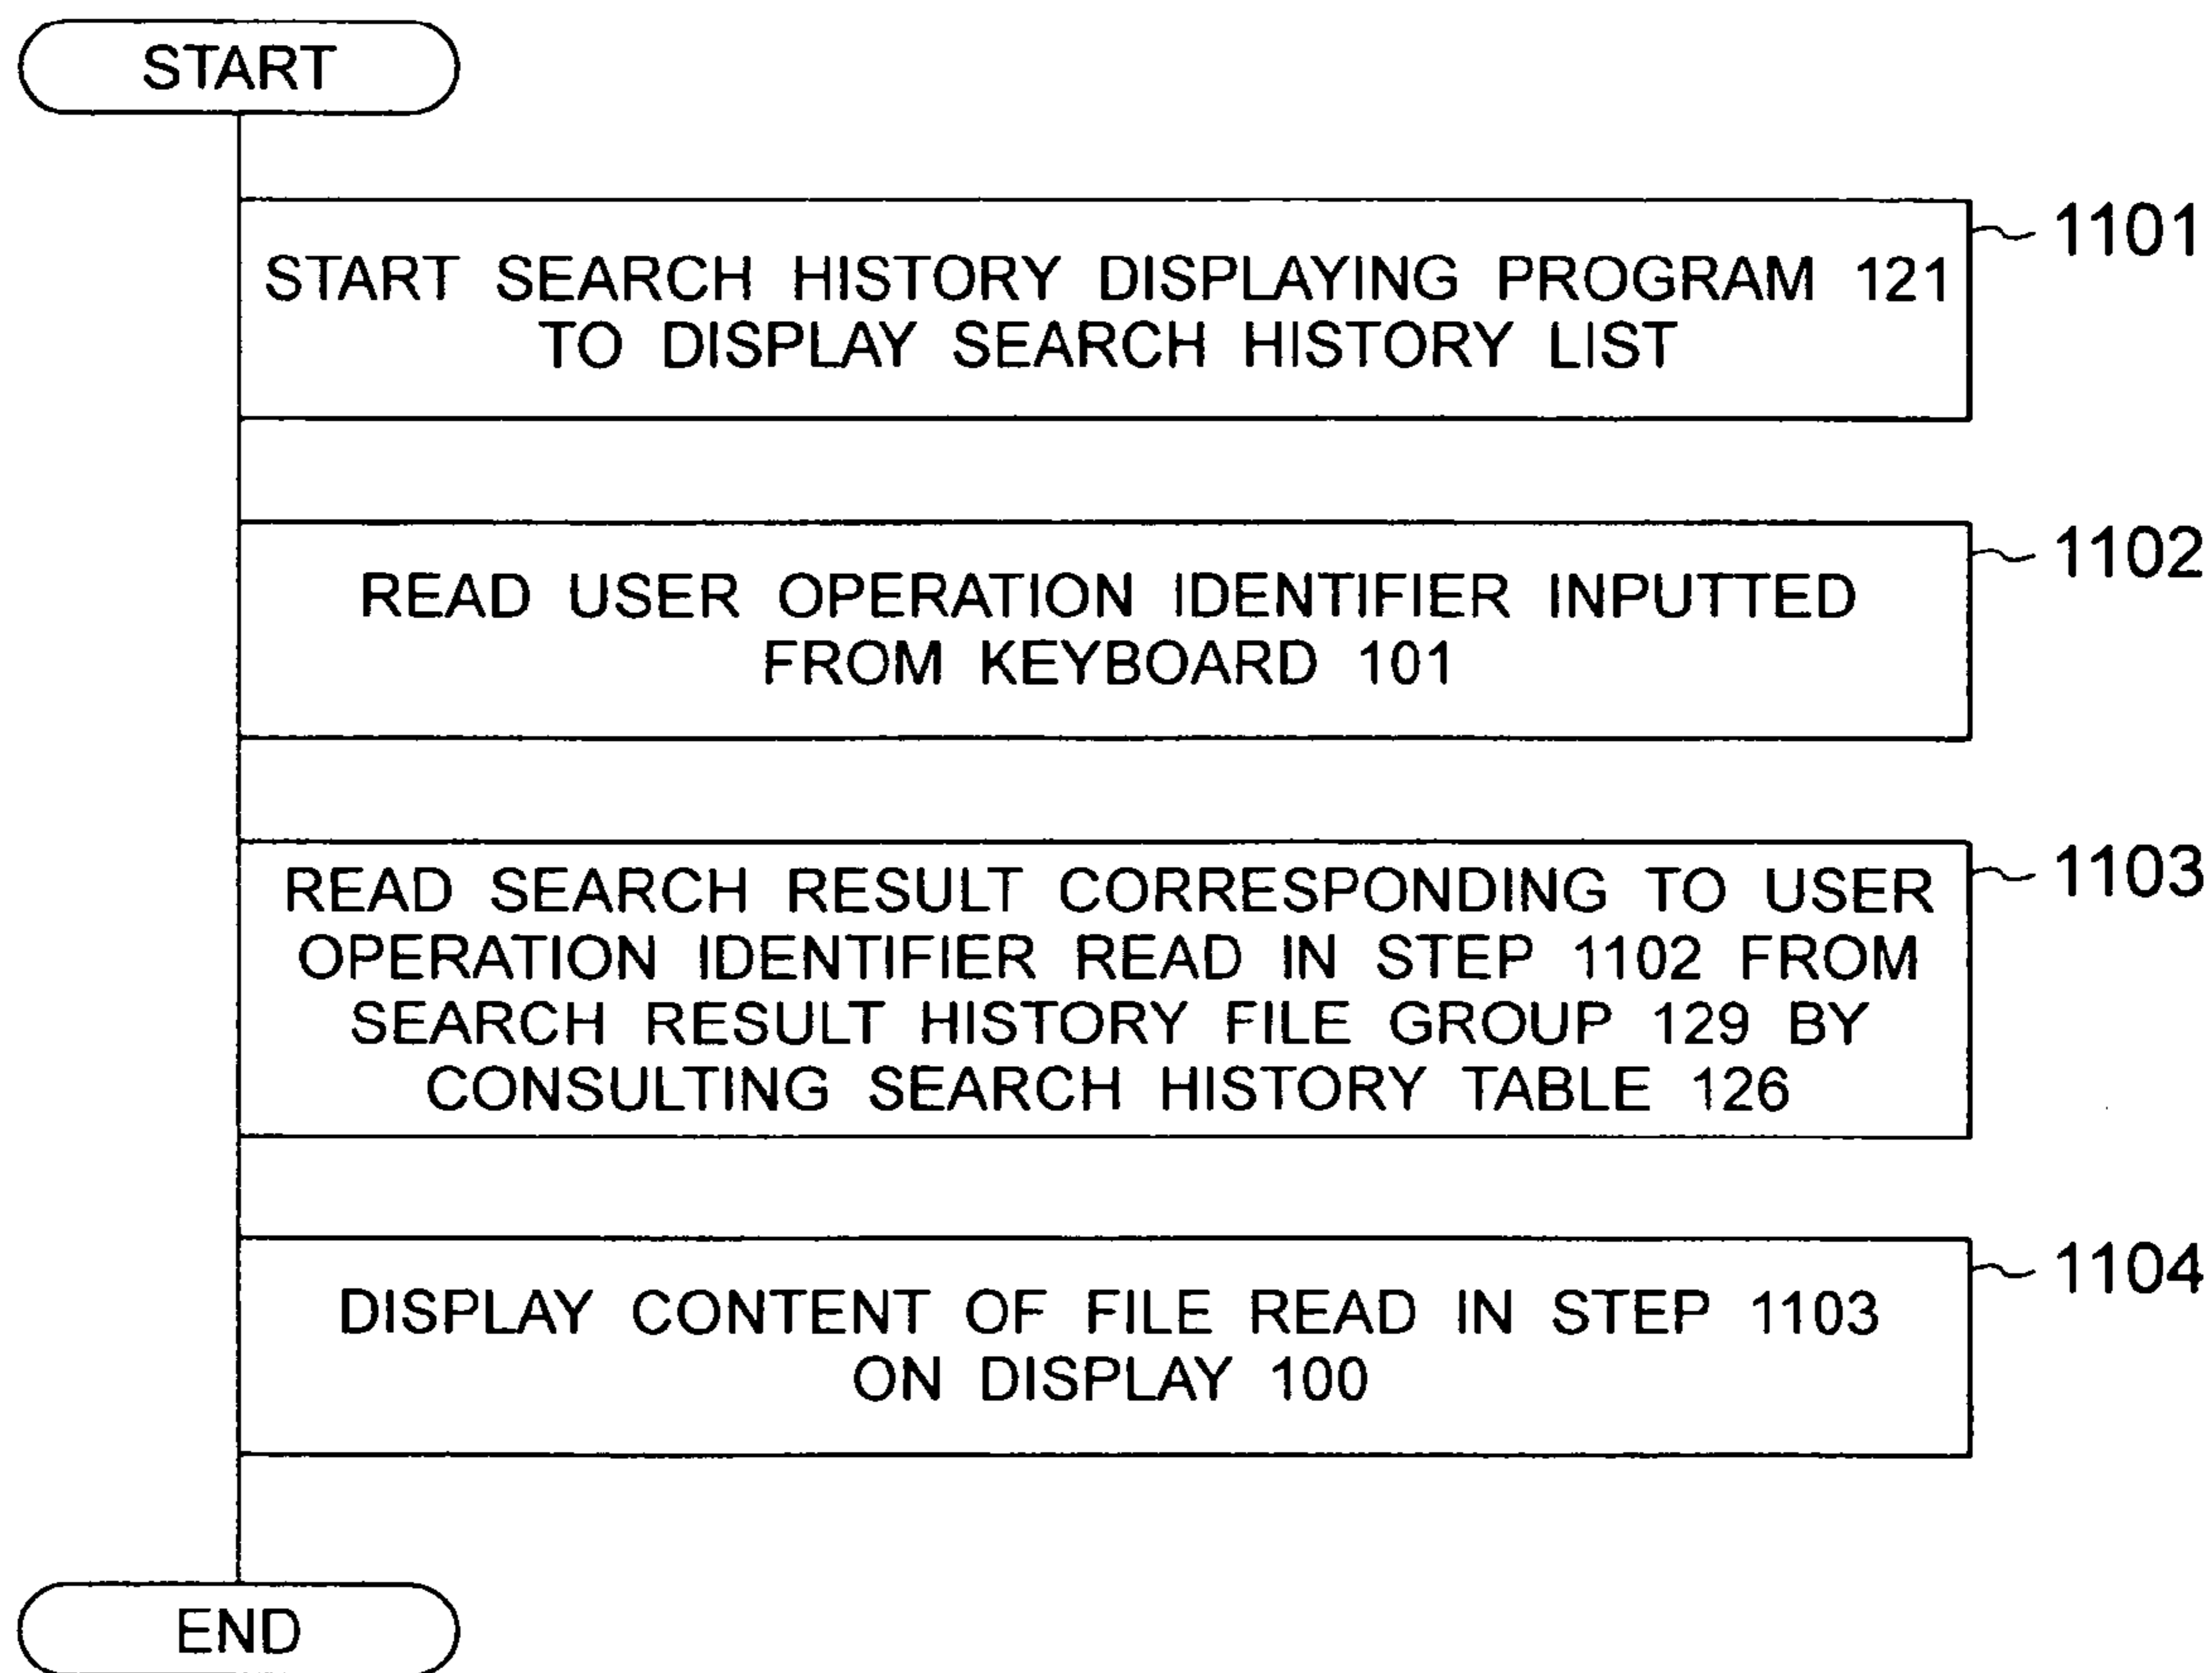 START
1101
START SEARCH HISTORY DISPLAYING PROGRAM 121
TO DISPLAY SEARCH HISTORY LIST
1102
READ USER OPERATION IDENTIFIER INPUTTED
FROM KEYBOARD 101
1103
READ SEARCH RESULT CORRESPONDING TO USER
OPERATION IDENTIFIER READ IN STEP 1102 FROM
SEARCH RESULT HISTORY FILE GROUP 129 BY
CONSULTING SEARCH HISTORY TABLE 126
1104
DISPLAY CONTENT OF FILE READ IN STEP 1103
ON DISPLAY 100
END